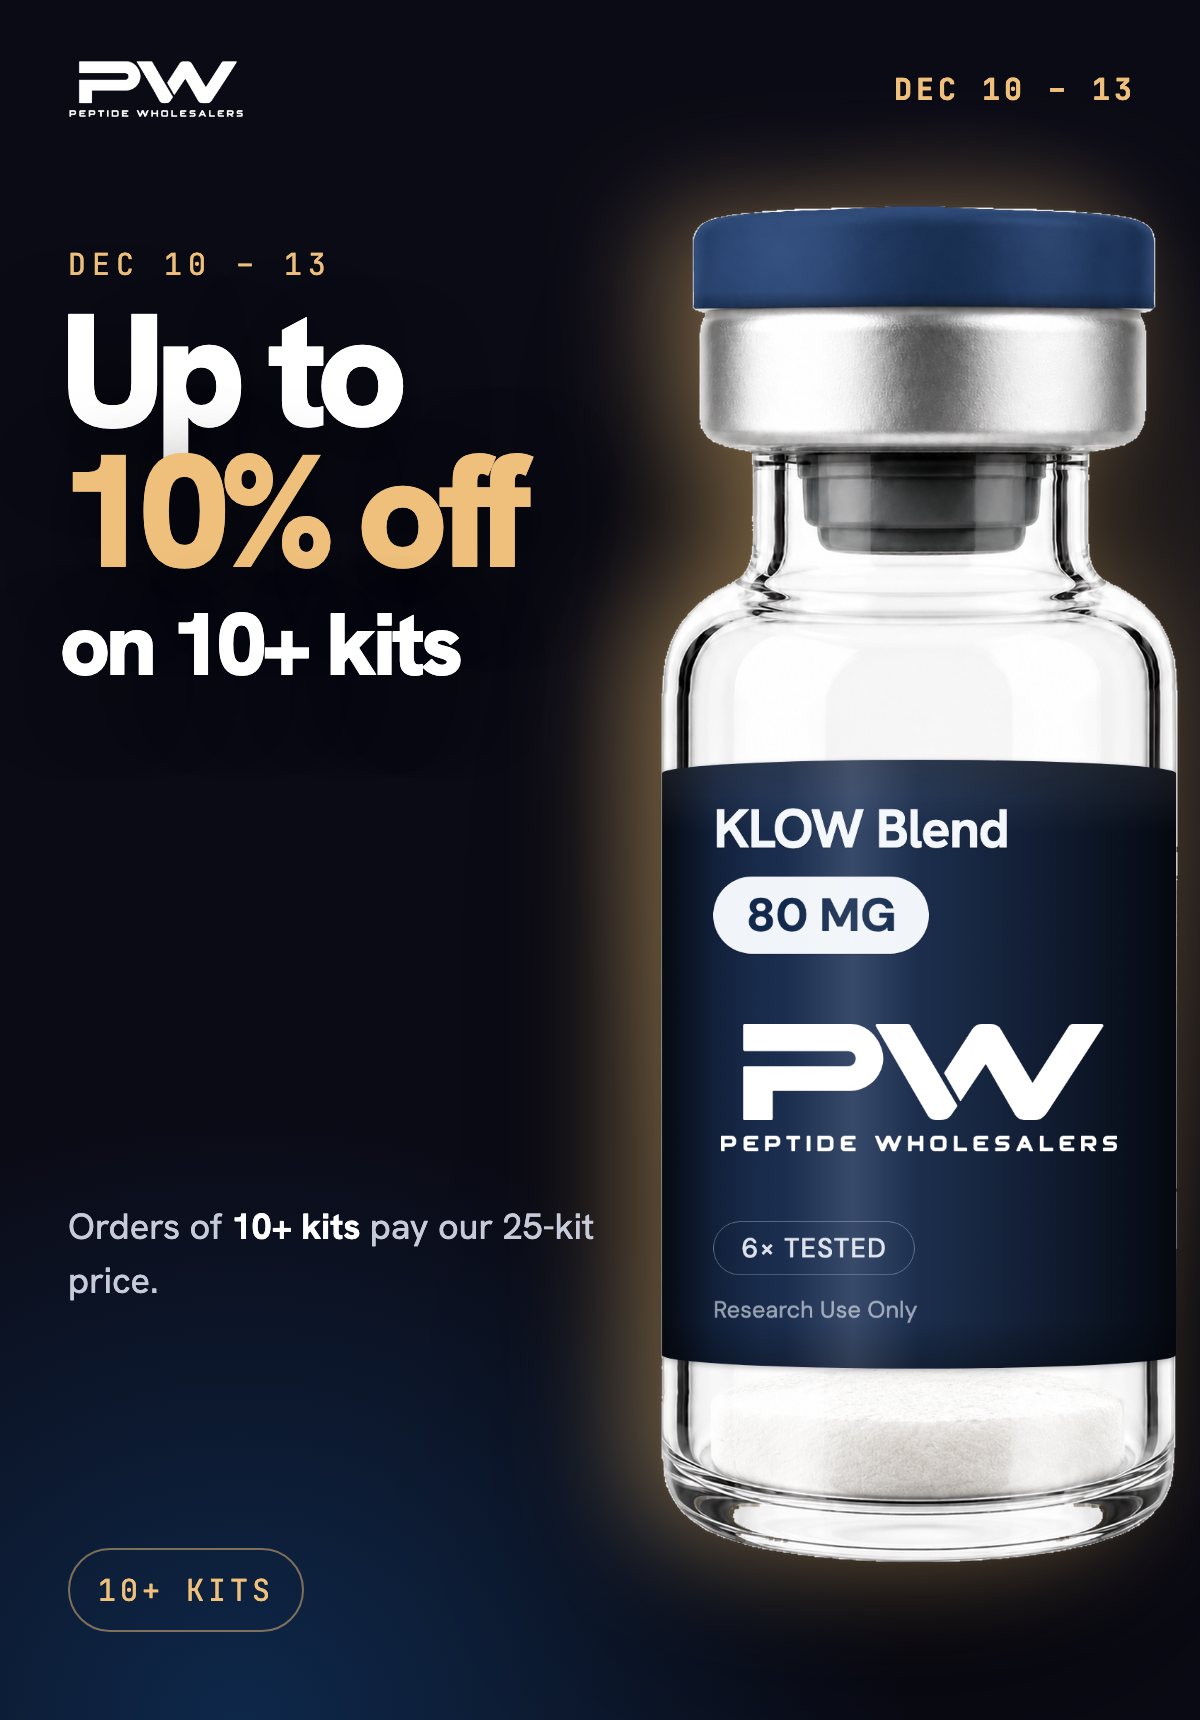 PW
PEPTIDE WHOLESALERS
DEC 10 – 13
DEC 10 – 13
Up to
10% off
on 10+ kits
KLOW Blend
80 MG
PW
PEPTIDE WHOLESALERS
6× TESTED
Research Use Only
Orders of 10+ kits pay our 25-kit
price.
10+ KITS